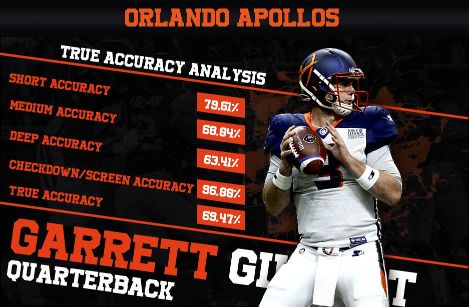 ORLANDO APOLLOS
TRUE ACCURACY ANALYSIS
SHORT ACCURACY 79.61%
MEDIUM ACCURACY 68.84%
DEEP ACCURACY 63.41%
CHECKDOWN/SCREEN ACCURACY 96.88%
TRUE ACCURACY 69.47%
GARRETT GI T
QUARTERBACK